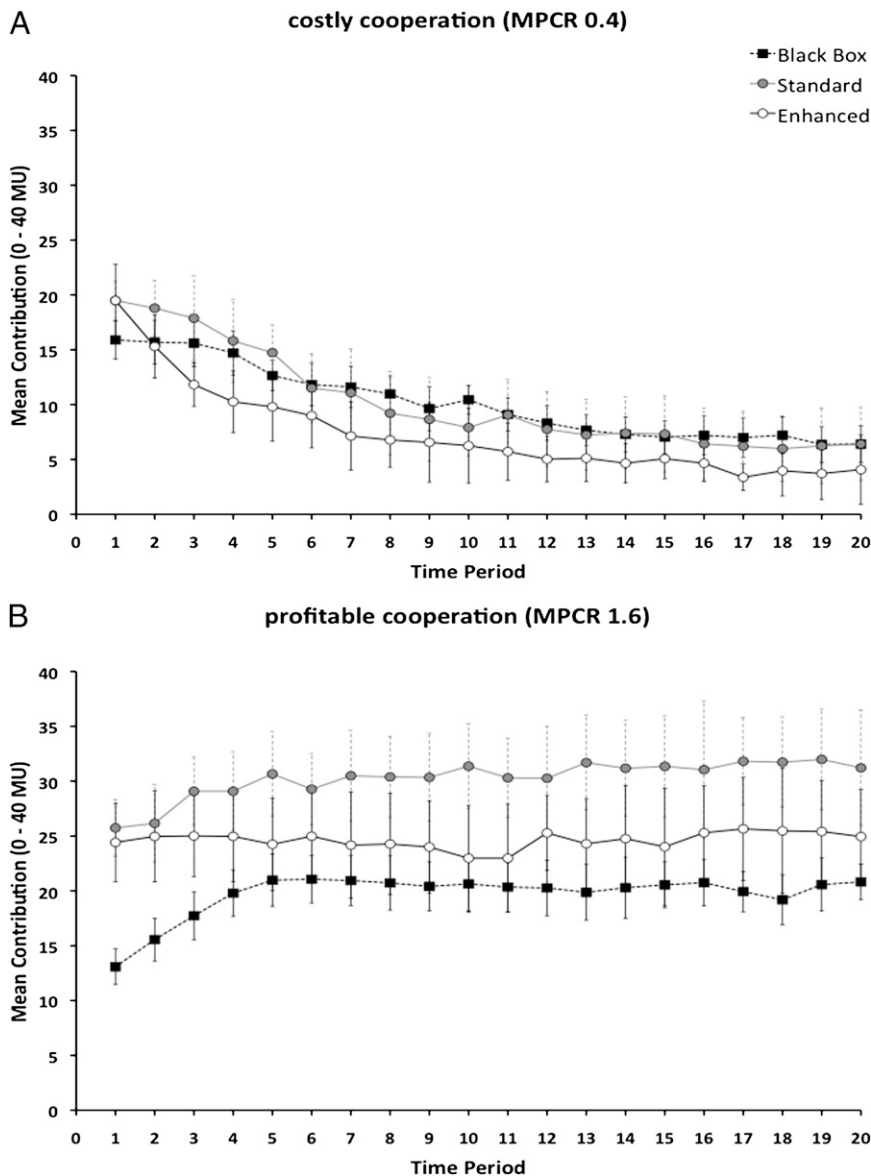 A
costly cooperation (MPCR 0.4)
Black Box
Standard
Enhanced
Mean Contribution (0 - 40 MU)
40
35
30
25
20
15
10
5
0
0 1 2 3 4 5 6 7 8 9 10 11 12 13 14 15 16 17 18 19 20
Time Period
B
profitable cooperation (MPCR 1.6)
Mean Contribution (0 - 40 MU)
40
35
30
25
20
15
10
5
0
0 1 2 3 4 5 6 7 8 9 10 11 12 13 14 15 16 17 18 19 20
Time Period